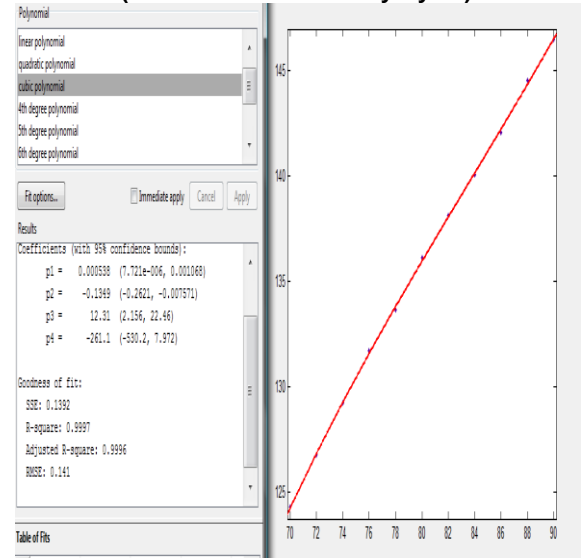 Polynomial
linear polynomial
quadratic polynomial
cubic polynomial
4th degree polynomial
5th degree polynomial
6th degree polynomial
Fit options...
Immediate apply
Cancel
Apply
Results
Coefficients (with 95% confidence bounds):
p1 = 0.000538 (7.721e-006, 0.001068)
p2 = -0.1349 (-0.2621, -0.007571)
p3 = 12.31 (2.156, 22.46)
p4 = -261.1 (-530.2, 7.972)
Goodness of fit:
SSE: 0.1392
R-square: 0.9997
Adjusted R-square: 0.9996
RMSE: 0.141
Table of Fits
145
140
135
130
125
70 72 74 76 78 80 82 84 86 88 90